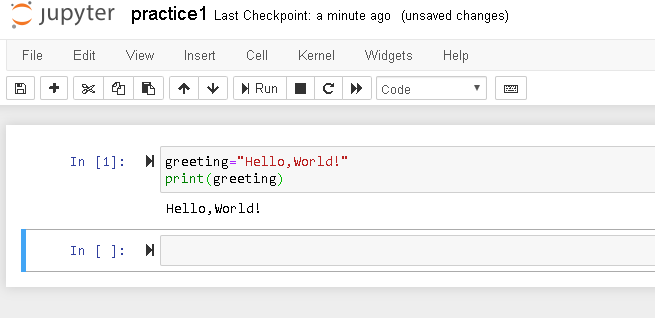 jupyter practice1 Last Checkpoint: a minute ago (unsaved changes)
File Edit View Insert Cell Kernel Widgets Help
Run Code
In [1]: greeting="Hello,World!"
print(greeting)
Hello,World!
In [ ]: